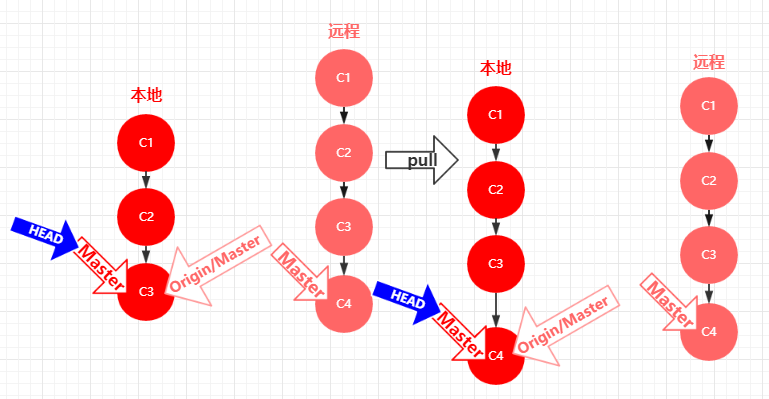 本地
C1
C2
C3
HEAD
Master
Origin/Master
远程
C1
C2
C3
C4
Master
pull
本地
C1
C2
C3
C4
HEAD
Master
Origin/Master
远程
C1
C2
C3
C4
Master